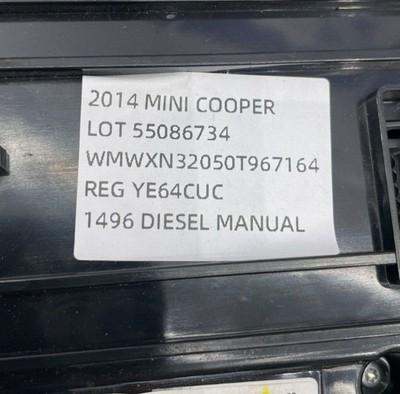 2014 MINI COOPER
LOT 55086734
WMWXN32050T967164
REG YE64CUC
1496 DIESEL MANUAL